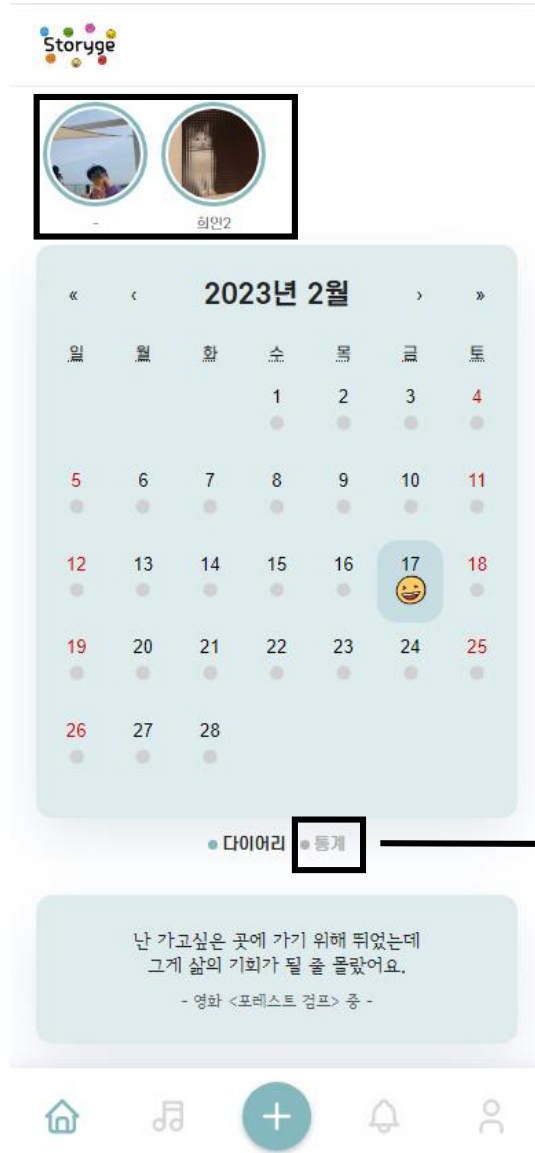 Storyge
-
희연2
« ‹ 2023년 2월 › »
일 월 화 수 목 금 토
1 2 3 4
5 6 7 8 9 10 11
12 13 14 15 16 17 18
19 20 21 22 23 24 25
26 27 28
다이어리 통계
난 가고싶은 곳에 가기 위해 뛰었는데
그게 삶의 기회가 될 줄 몰랐어요.
- 영화 <포레스트 검프> 중 -